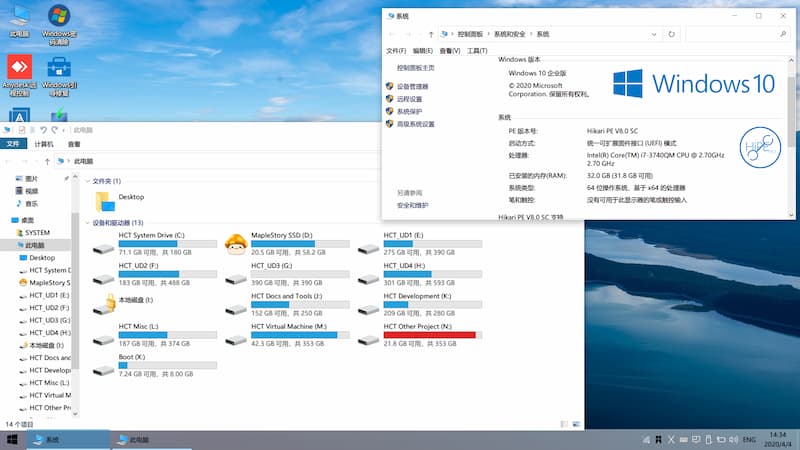 此电脑
Windows密
码清除
Anydesk远
程控制
Windows引
导修复
系统
控制面板 › 系统和安全 › 系统
文件(F) 编辑(E) 查看(V) 工具(T)
控制面板主页
设备管理器
远程设置
系统保护
高级系统设置
另请参阅
安全和维护
Windows 版本
Windows 10 企业版
© 2020 Microsoft
Corporation. 保留所有权利。
Windows 10
系统
PE 版本号: Hikari PE V8.0 SC
启动方式: 统一可扩展固件接口 (UEFI) 模式
处理器: Intel(R) Core(TM) i7-3740QM CPU @ 2.70GHz
2.70 GHz
已安装的内存(RAM): 32.0 GB (31.8 GB 可用)
系统类型: 64 位操作系统，基于 x64 的处理器
笔和触控: 没有可用于此显示器的笔或触控输入
Hikari PE V8.0 SC 支持
HiPE
此电脑
文件 计算机 查看
此电脑
图片
视频
音乐
桌面
SYSTEM
此电脑
Desktop
HCT System D
MapleStory S
HCT_UD1 (E:)
HCT_UD2 (F:)
HCT_UD3 (G:)
HCT_UD4 (H:)
本地磁盘 (I:)
HCT Docs and
HCT Develop
HCT Misc (L:)
HCT Virtual M
HCT Other Pr
文件夹 (1)
Desktop
设备和驱动器 (13)
HCT System Drive (C:)
71.1 GB 可用，共 180 GB
MapleStory SSD (D:)
20.5 GB 可用，共 58.2 GB
HCT_UD1 (E:)
275 GB 可用，共 390 GB
HCT_UD2 (F:)
183 GB 可用，共 488 GB
HCT_UD3 (G:)
390 GB 可用，共 390 GB
HCT_UD4 (H:)
301 GB 可用，共 593 GB
本地磁盘 (I:)
HCT Docs and Tools (J:)
152 GB 可用，共 250 GB
HCT Development (K:)
209 GB 可用，共 280 GB
HCT Misc (L:)
187 GB 可用，共 374 GB
HCT Virtual Machine (M:)
42.3 GB 可用，共 353 GB
HCT Other Project (N:)
21.8 GB 可用，共 353 GB
Boot (X:)
7.24 GB 可用，共 8.00 GB
14 个项目
系统
此电脑
ENG
14:34
2020/4/4